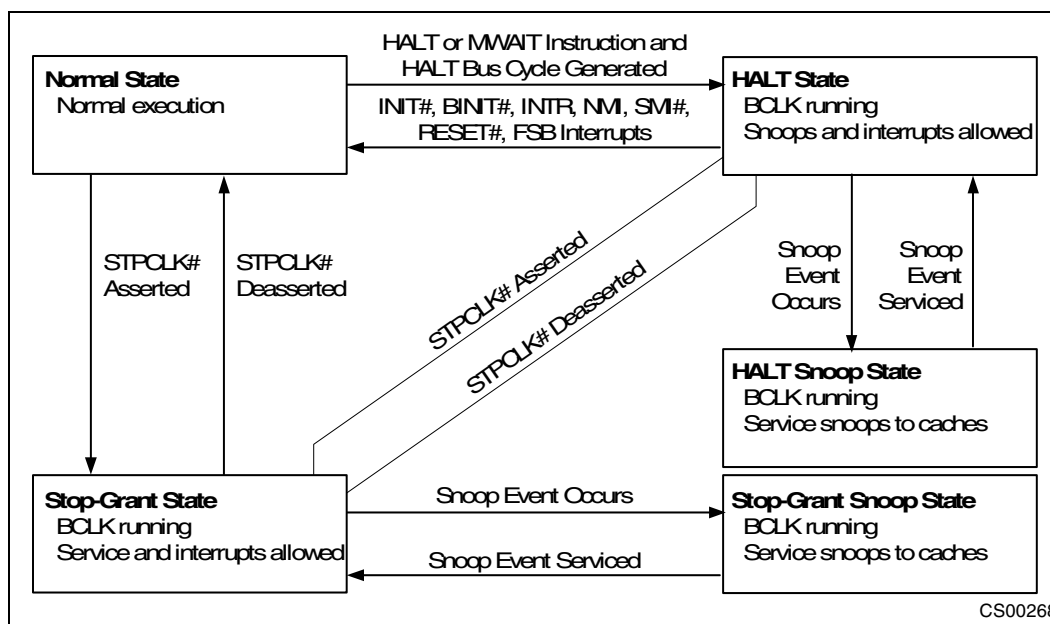 HALT or MWAIT Instruction and
HALT Bus Cycle Generated
Normal State
Normal execution
INIT#, BINIT#, INTR, NMI, SMI#,
RESET#, FSB Interrupts
HALT State
BCLK running
Snoops and interrupts allowed
STPCLK#
Asserted
STPCLK#
Deasserted
STPCLK# Asserted
STPCLK# Deasserted
Snoop
Event
Occurs
Snoop
Event
Serviced
HALT Snoop State
BCLK running
Service snoops to caches
Stop-Grant State
BCLK running
Service and interrupts allowed
Snoop Event Occurs
Snoop Event Serviced
Stop-Grant Snoop State
BCLK running
Service snoops to caches
CS00268